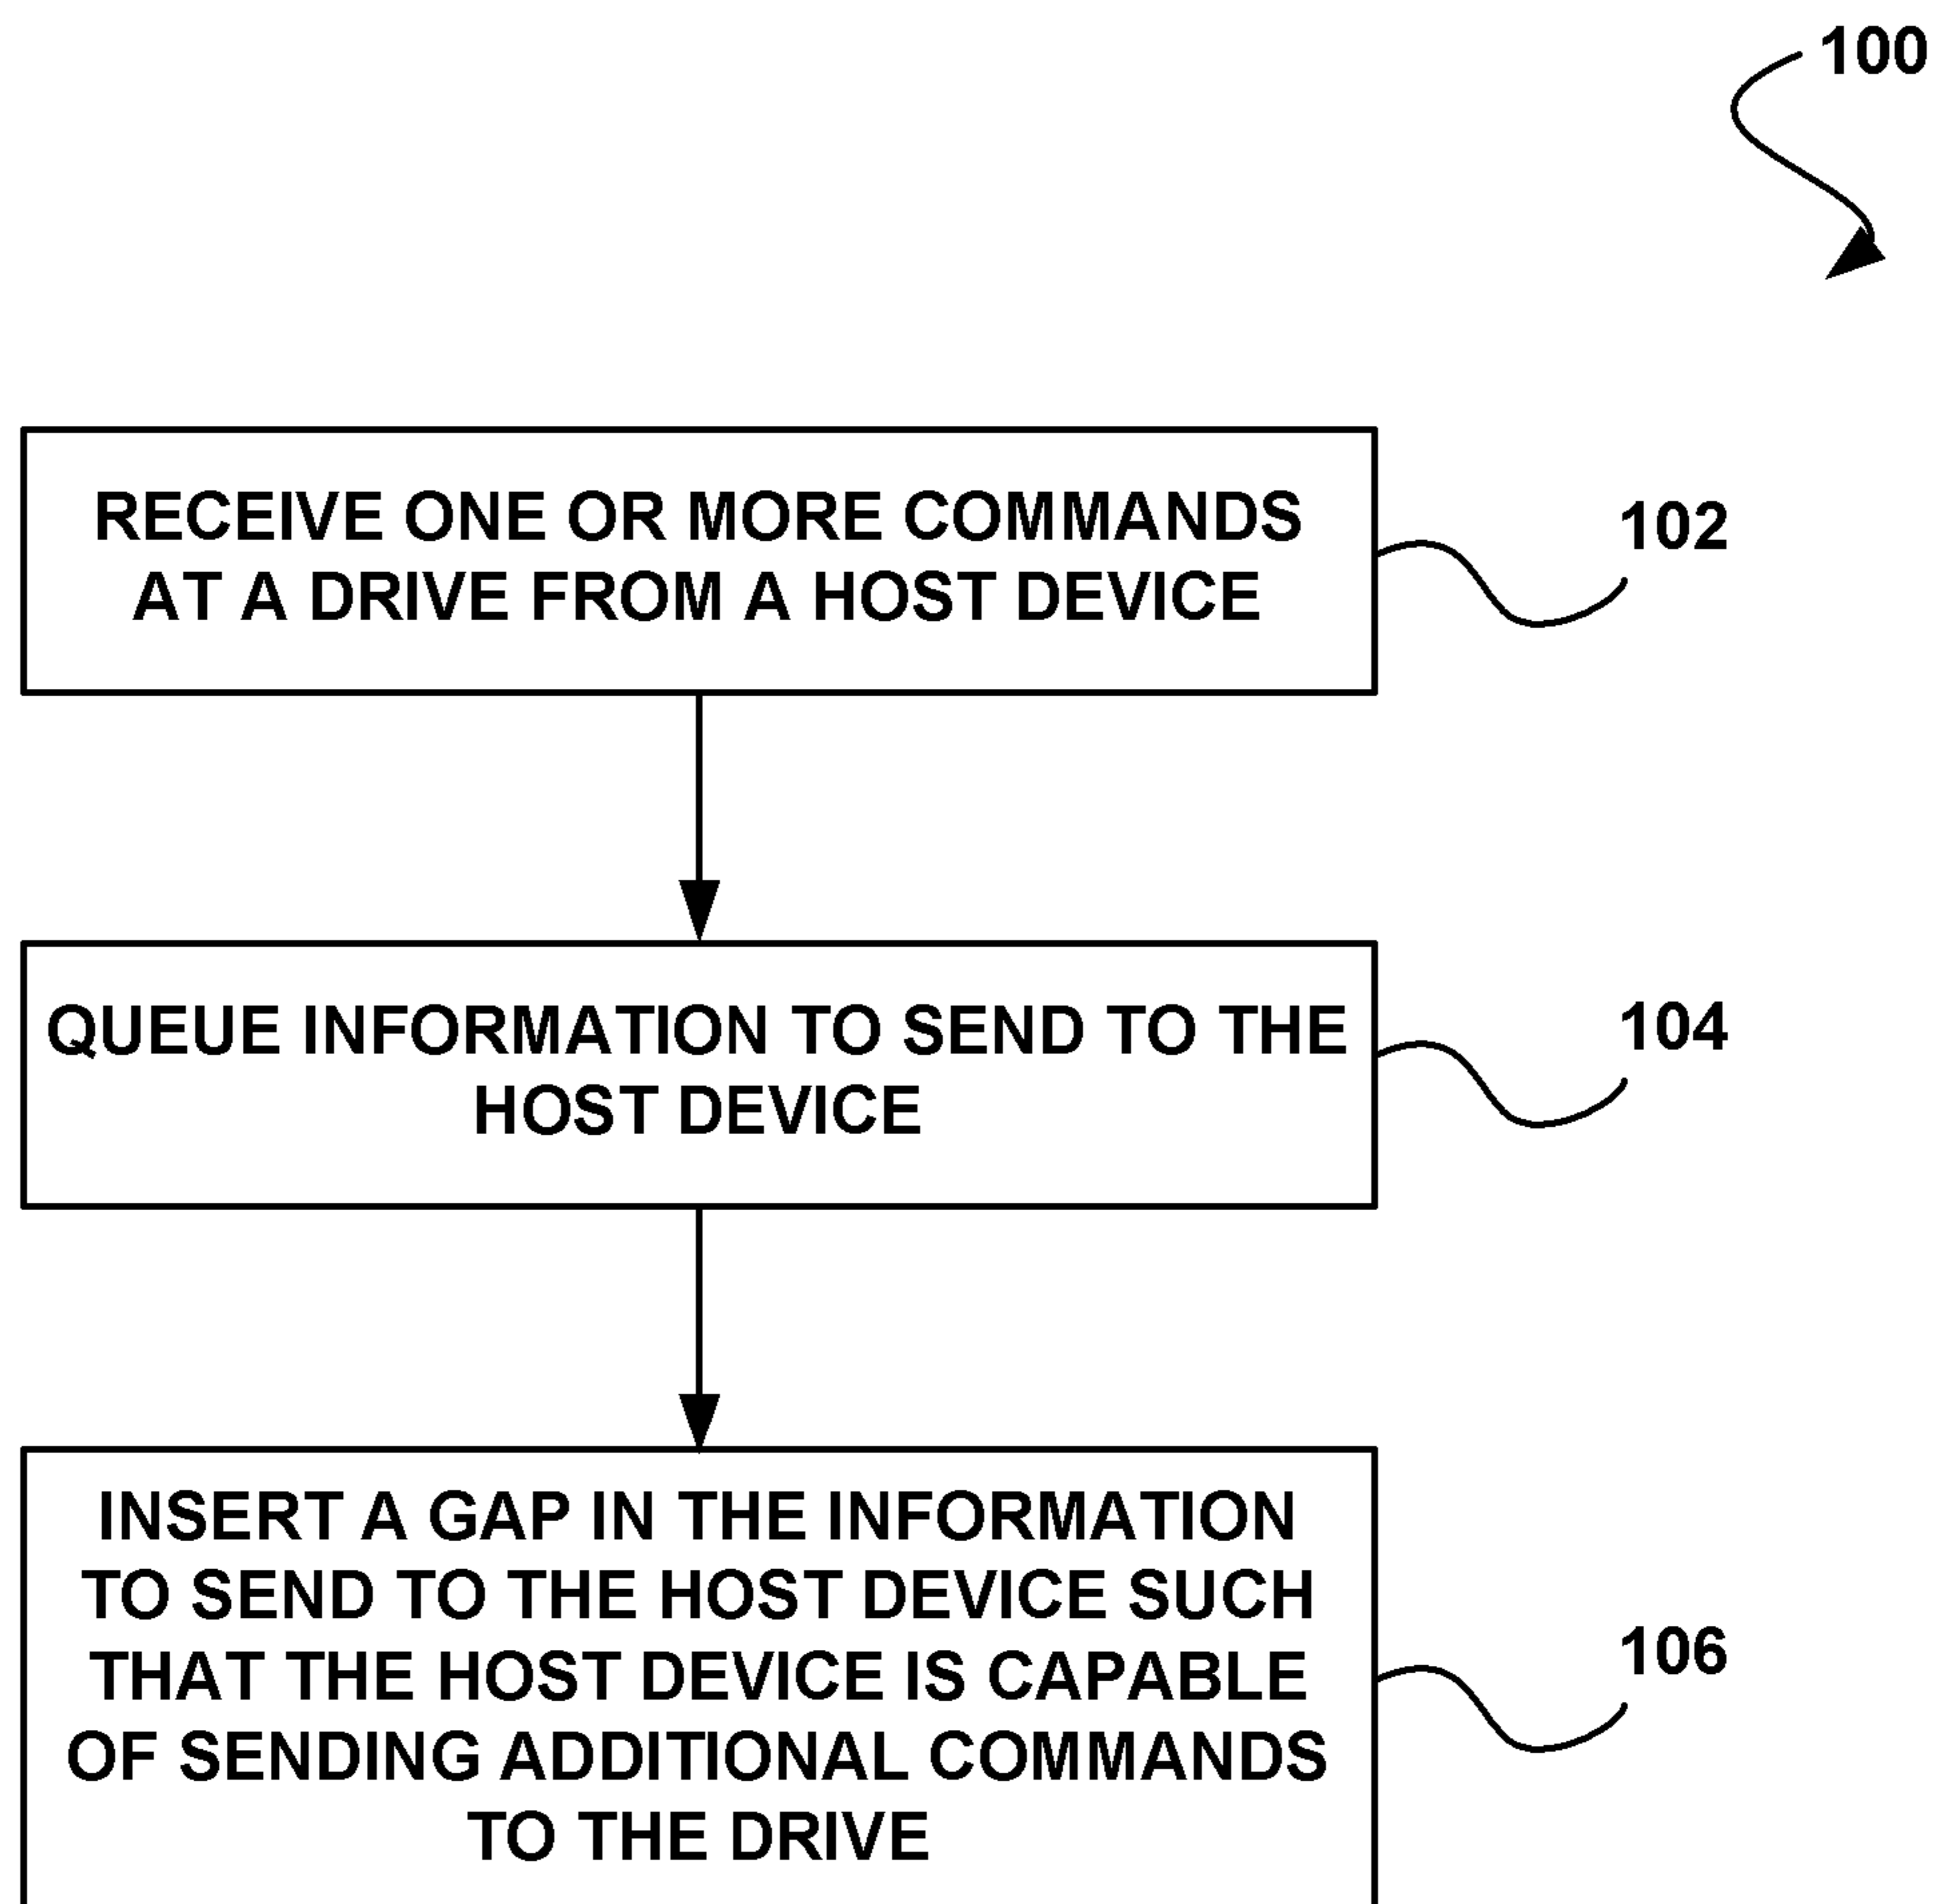 100
RECEIVE ONE OR MORE COMMANDS
AT A DRIVE FROM A HOST DEVICE
102
QUEUE INFORMATION TO SEND TO THE
HOST DEVICE
104
INSERT A GAP IN THE INFORMATION
TO SEND TO THE HOST DEVICE SUCH
THAT THE HOST DEVICE IS CAPABLE
OF SENDING ADDITIONAL COMMANDS
TO THE DRIVE
106